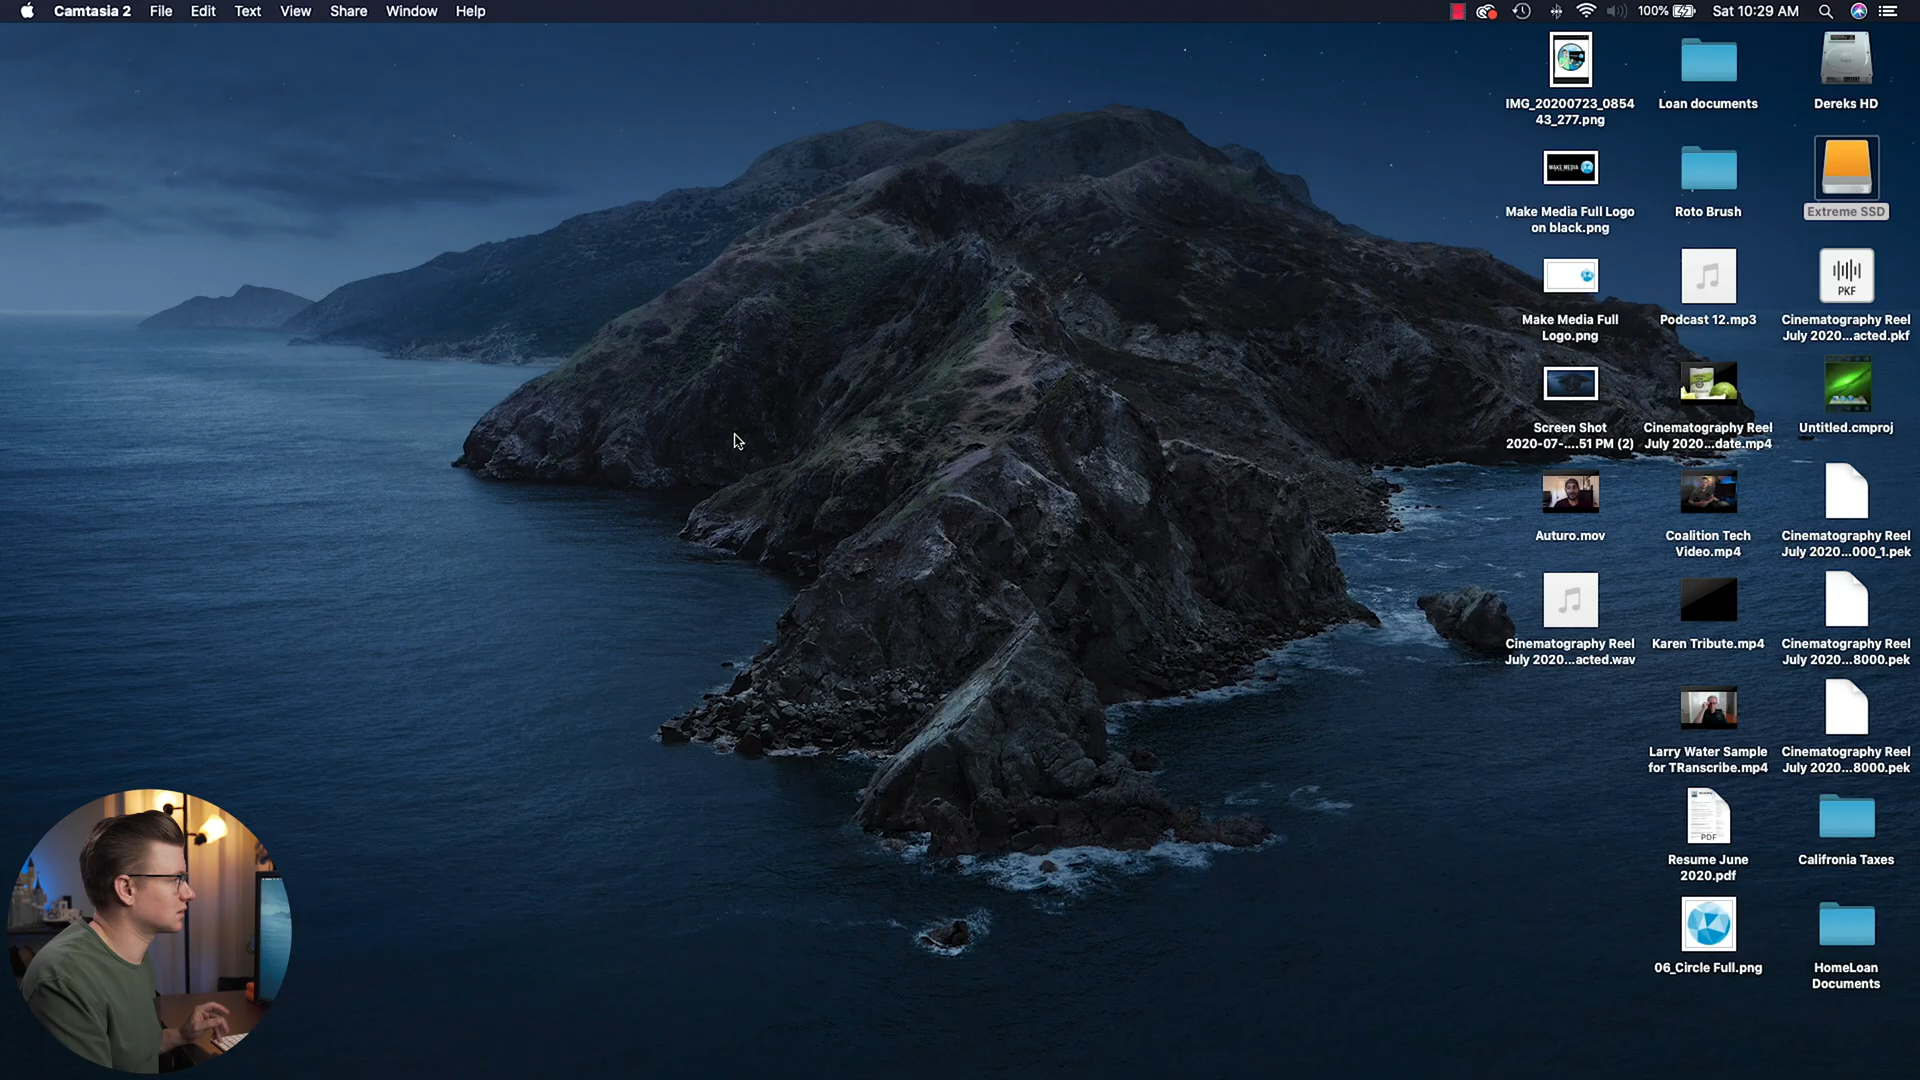 Camtasia 2 File Edit Text View Share Window Help
100% Sat 10:29 AM
IMG_20200723_0854
43_277.png
Loan documents
Dereks HD
MAKE MEDIA
Make Media Full Logo
on black.png
Roto Brush
Extreme SSD
Make Media Full
Logo.png
Podcast 12.mp3
PKF
Cinematography Reel
July 2020...acted.pkf
Screen Shot
2020-07-....51 PM (2)
Cinematography Reel
July 2020...date.mp4
Untitled.cmproj
Auturo.mov
Coalition Tech
Video.mp4
Cinematography Reel
July 2020...000_1.pek
Cinematography Reel
July 2020...acted.wav
Karen Tribute.mp4
Cinematography Reel
July 2020...8000.pek
Larry Water Sample
for TRanscribe.mp4
Cinematography Reel
July 2020...8000.pek
PDF
Resume June
2020.pdf
Califronia Taxes
06_Circle Full.png
HomeLoan
Documents